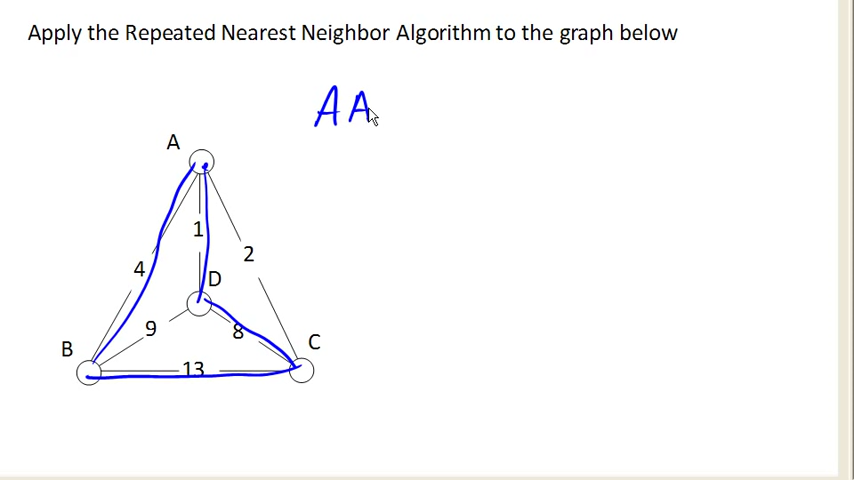 Apply the Repeated Nearest Neighbor Algorithm to the graph below
A A
A
1
2
4
D
9
8
B
C
13